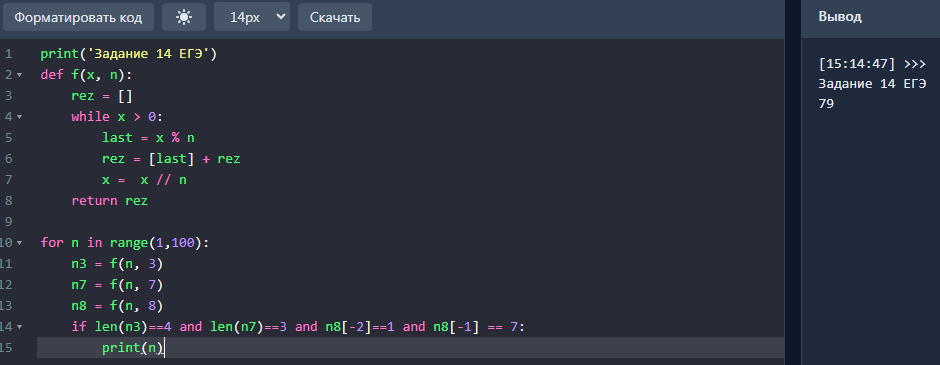 Форматировать код 14px Скачать
Вывод
1 print('Задание 14 ЕГЭ')
2 def f(x, n):
3     rez = []
4     while x > 0:
5         last = x % n
6         rez = [last] + rez
7         x =  x // n
8     return rez
9
10 for n in range(1,100):
11     n3 = f(n, 3)
12     n7 = f(n, 7)
13     n8 = f(n, 8)
14     if len(n3)==4 and len(n7)==3 and n8[-2]==1 and n8[-1] == 7:
15         print(n)
[15:14:47] >>>
Задание 14 ЕГЭ
79